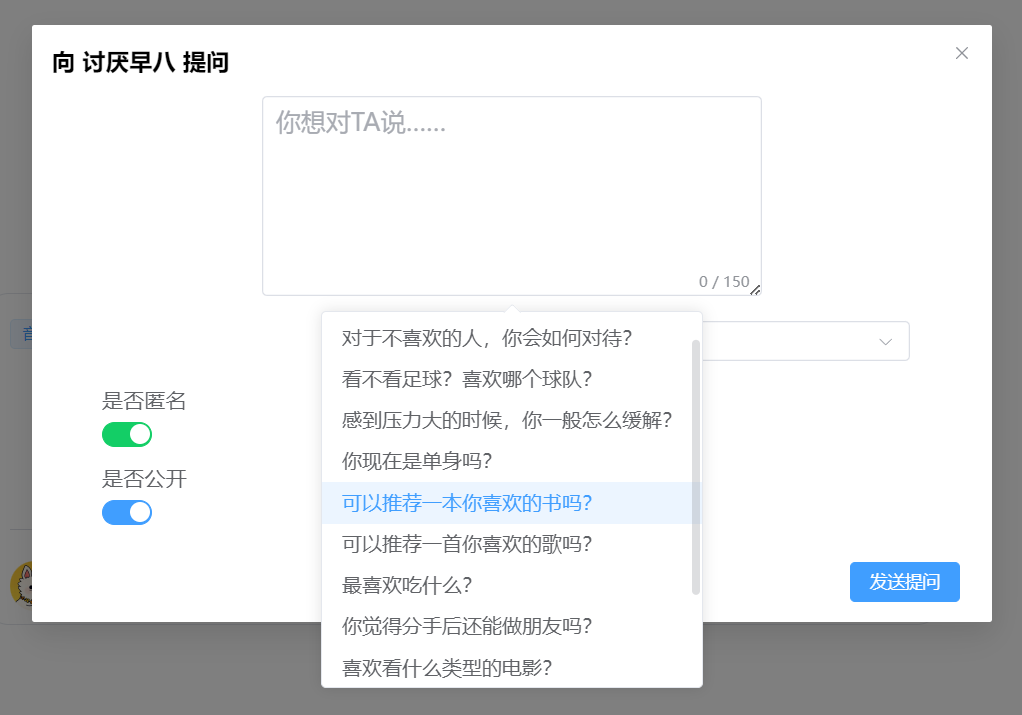 向 讨厌早八 提问
你想对TA说......
0 / 150
对于不喜欢的人，你会如何对待？
看不看足球？喜欢哪个球队？
感到压力大的时候，你一般怎么缓解？
你现在是单身吗？
可以推荐一本你喜欢的书吗？
可以推荐一首你喜欢的歌吗？
最喜欢吃什么？
你觉得分手后还能做朋友吗？
喜欢看什么类型的电影？
是否匿名
是否公开
发送提问